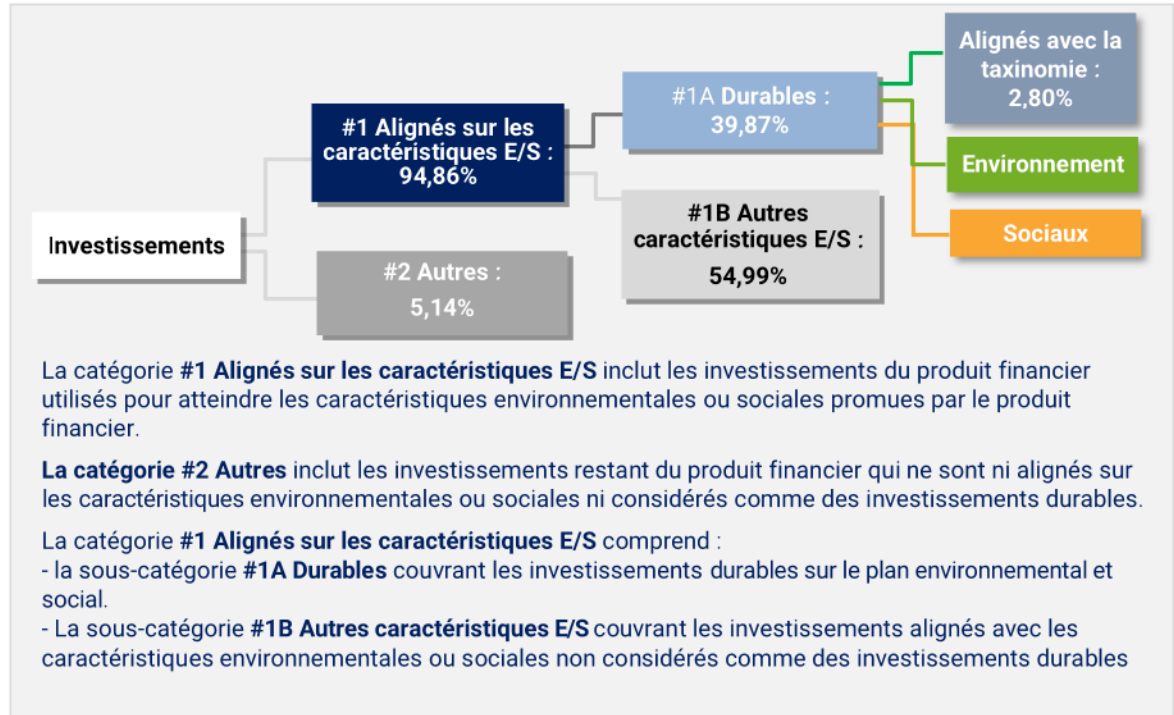 Alignés avec la
taxinomie :
2,80%
#1A Durables :
39,87%
#1 Alignés sur les
caractéristiques E/S :
94,86%
Environnement
#1B Autres
caractéristiques E/S :
54,99%
Sociaux
Investissements
#2 Autres :
5,14%
La catégorie #1 Alignés sur les caractéristiques E/S inclut les investissements du produit financier
utilisés pour atteindre les caractéristiques environnementales ou sociales promues par le produit
financier.
La catégorie #2 Autres inclut les investissements restant du produit financier qui ne sont ni alignés sur
les caractéristiques environnementales ou sociales ni considérés comme des investissements durables.
La catégorie #1 Alignés sur les caractéristiques E/S comprend :
- la sous-catégorie #1A Durables couvrant les investissements durables sur le plan environnemental et
social.
- La sous-catégorie #1B Autres caractéristiques E/S couvrant les investissements alignés avec les
caractéristiques environnementales ou sociales non considérés comme des investissements durables